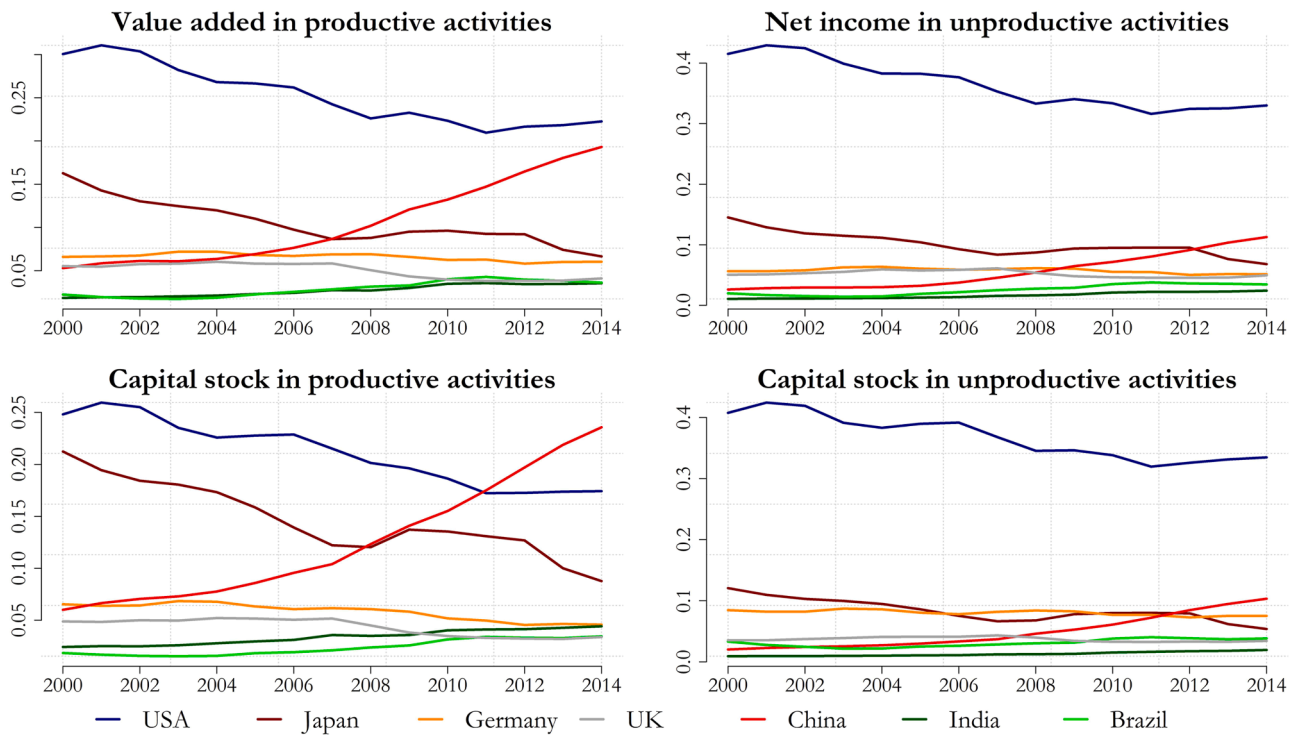 Value added in productive activities
0.25
0.15
0.05
2000 2002 2004 2006 2008 2010 2012 2014
Net income in unproductive activities
0.4
0.3
0.2
0.1
0.0
2000 2002 2004 2006 2008 2010 2012 2014
Capital stock in productive activities
0.25
0.20
0.15
0.10
0.05
2000 2002 2004 2006 2008 2010 2012 2014
Capital stock in unproductive activities
0.4
0.3
0.2
0.1
0.0
2000 2002 2004 2006 2008 2010 2012 2014
USA Japan Germany UK China India Brazil